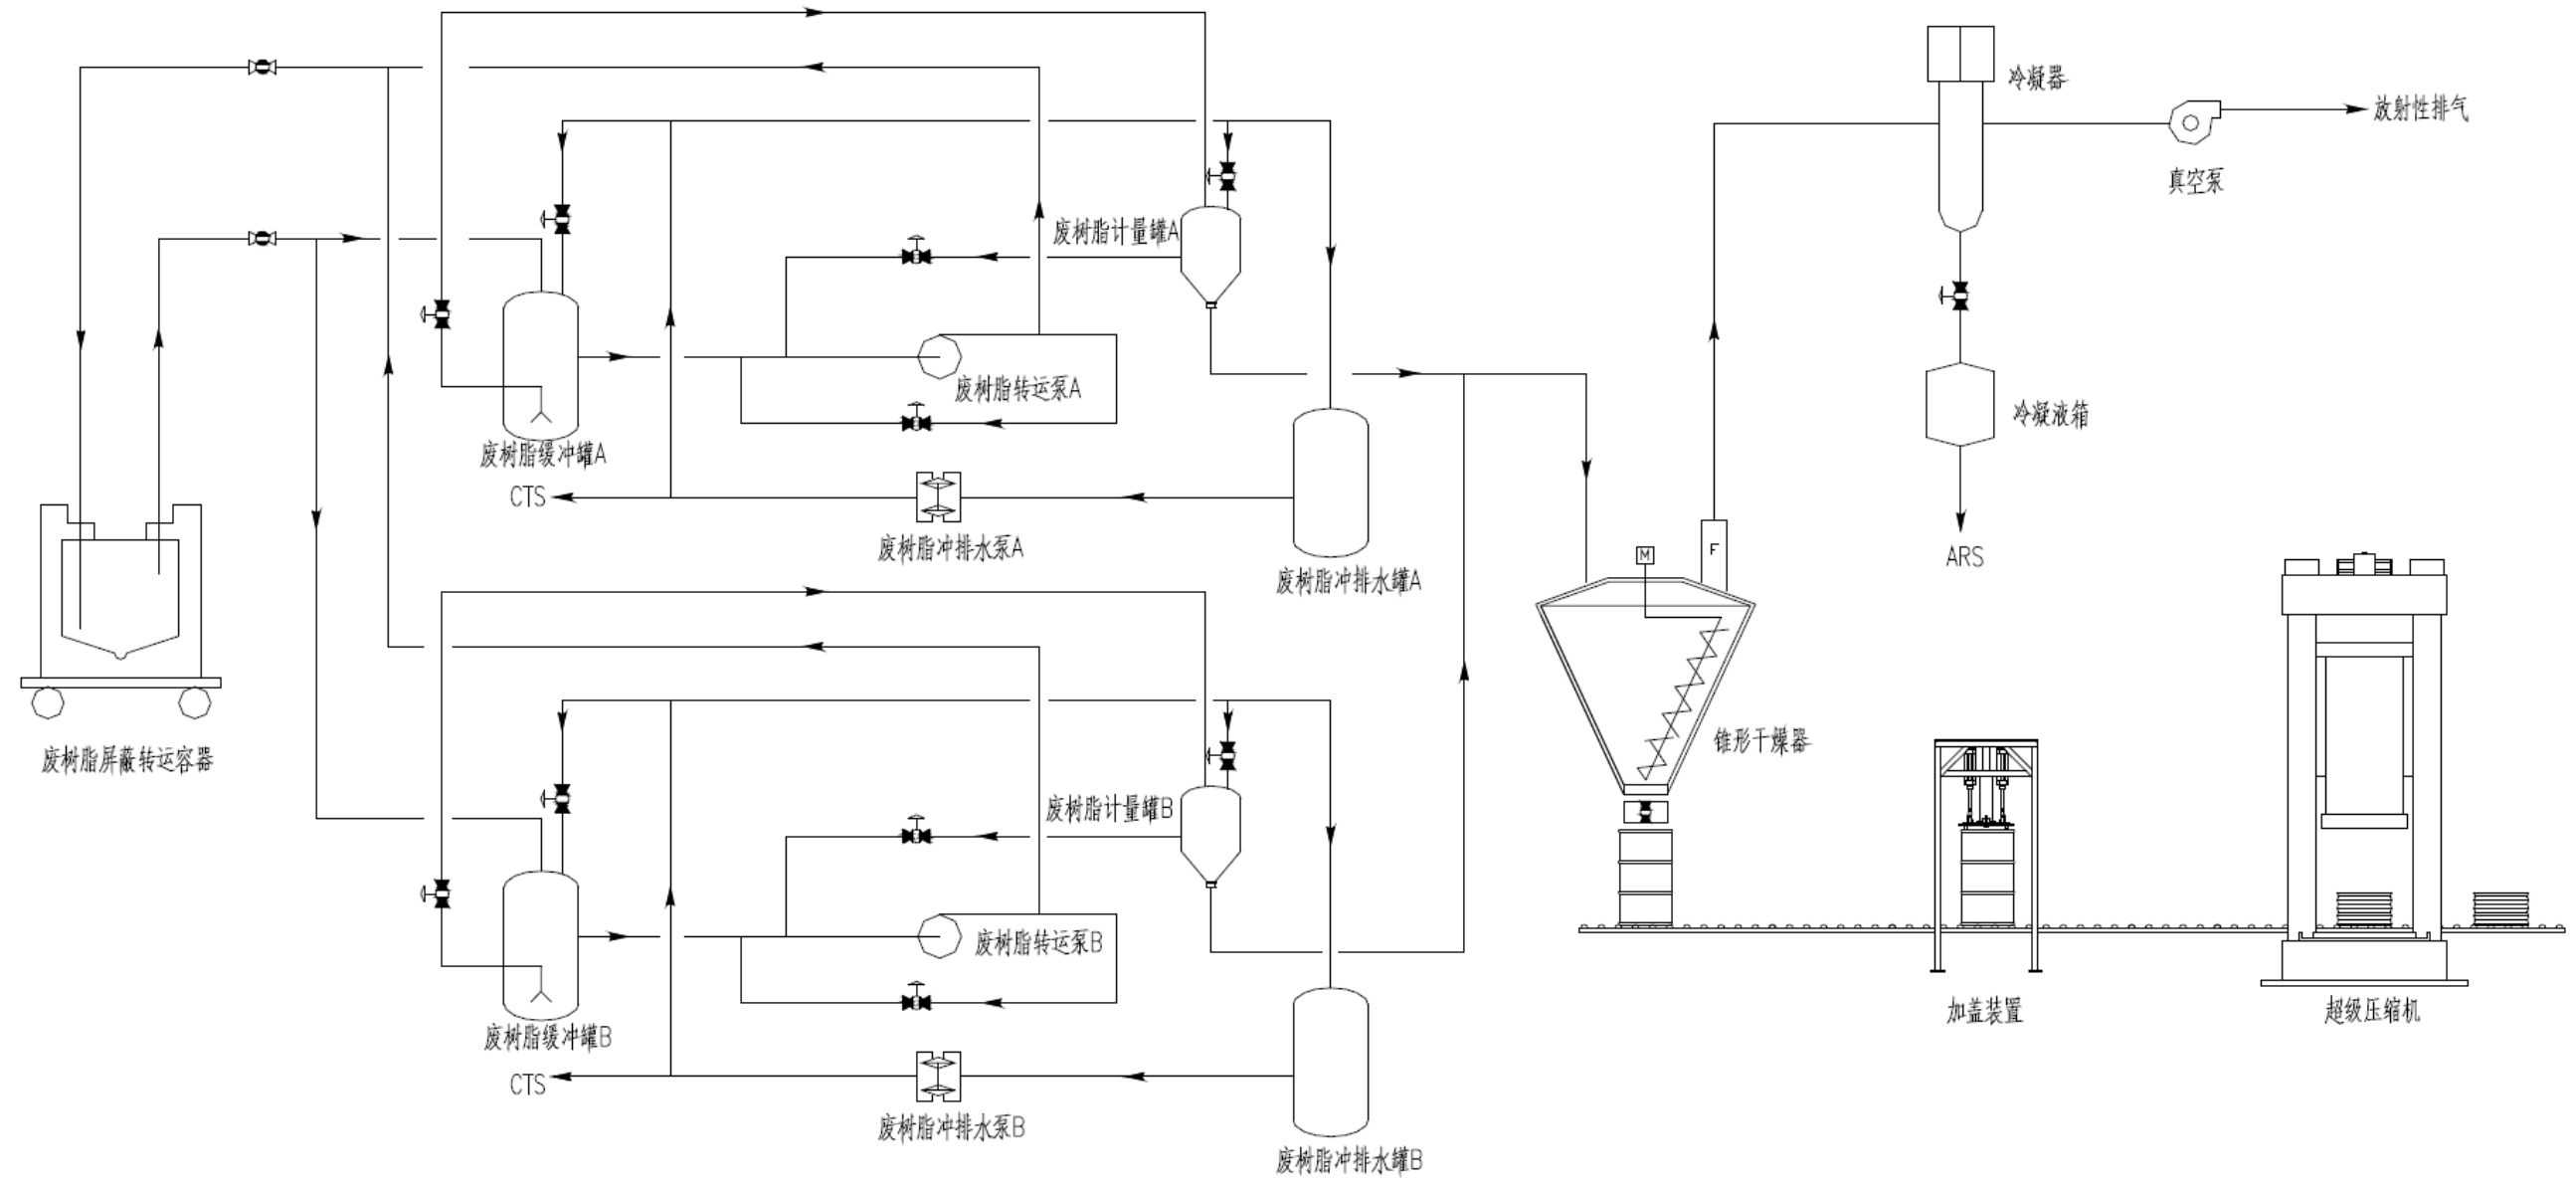 冷凝器
放射性排气
真空泵
废树脂计量罐A
废树脂转运泵A
冷凝液箱
废树脂缓冲罐A
CTS
废树脂冲排水泵A
ARS
废树脂冲排水罐A
M
F
锥形干燥器
废树脂屏蔽转运容器
废树脂计量罐B
废树脂转运泵B
加盖装置
超级压缩机
废树脂缓冲罐B
CTS
废树脂冲排水泵B
废树脂冲排水罐B